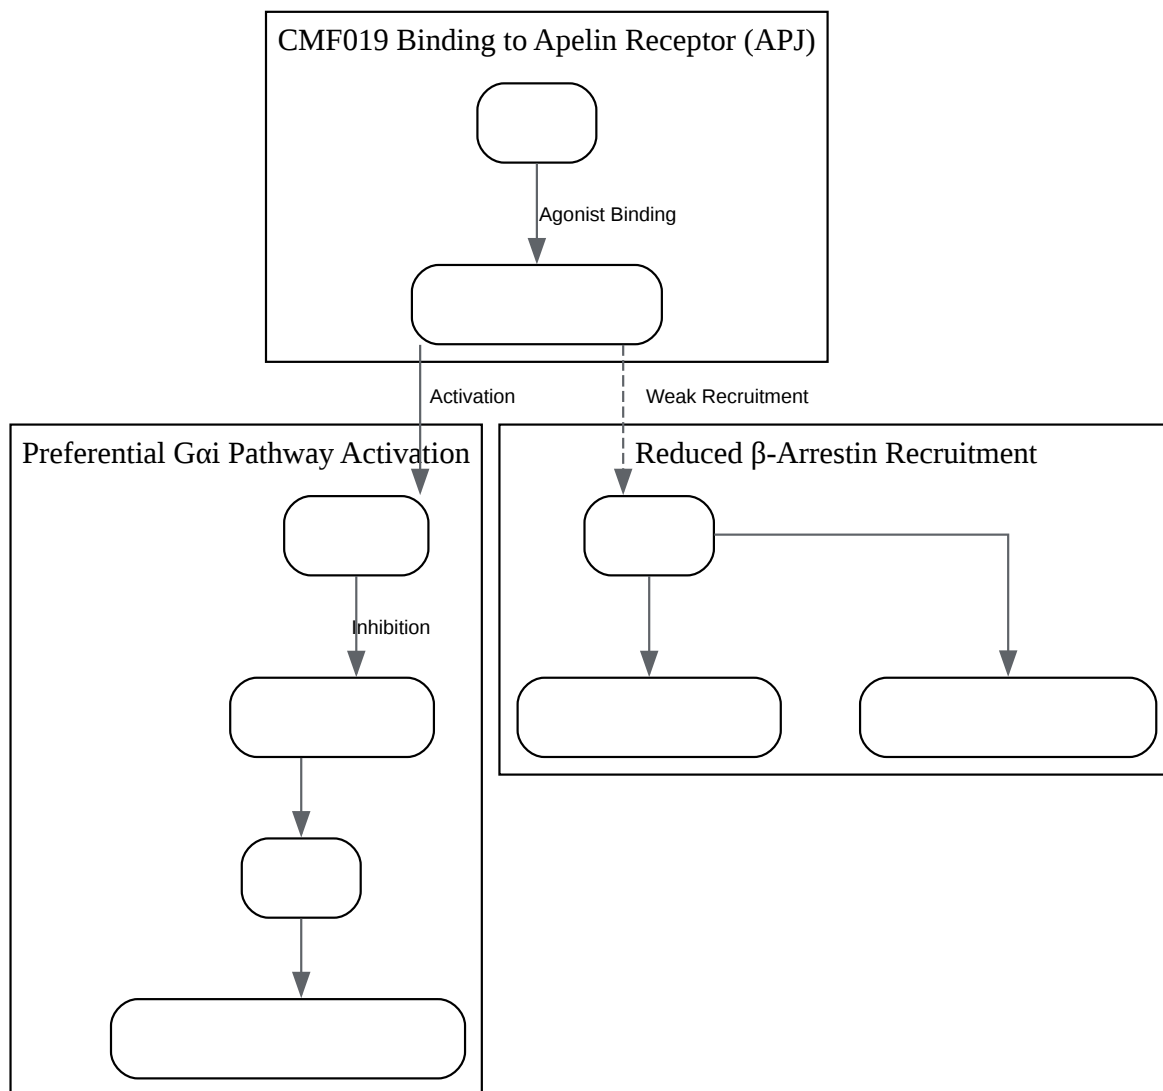 CMF019 Binding to Apelin Receptor (APJ)
Agonist Binding
Activation
Weak Recruitment
Preferential Gαi Pathway Activation
Reduced β-Arrestin Recruitment
Inhibition